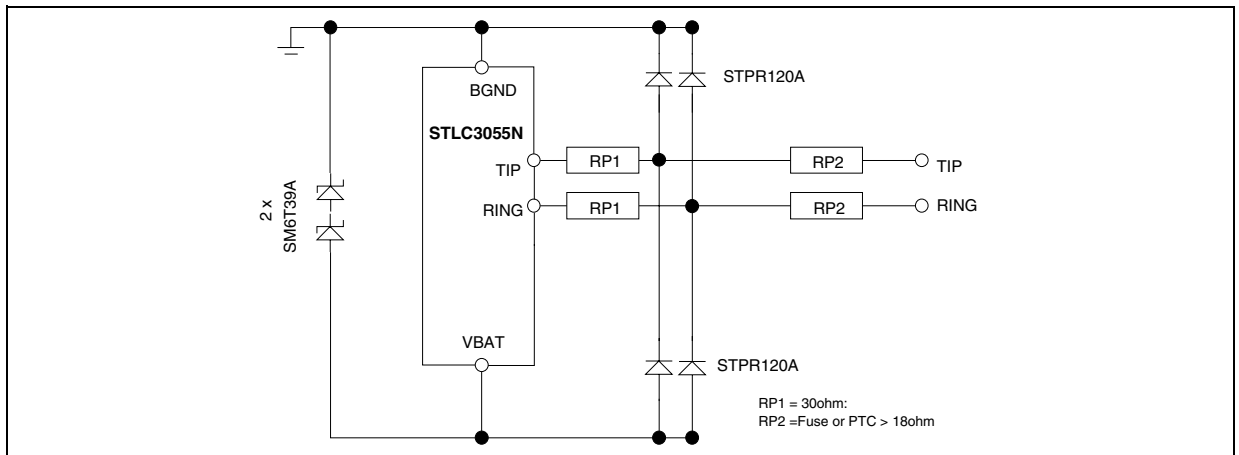 BGND
STPR120A
STLC3055N
TIP
RP1
RP2
TIP
RING
RP1
RP2
RING
2 x
SM6T39A
VBAT
STPR120A
RP1 = 30ohm:
RP2 =Fuse or PTC > 18ohm